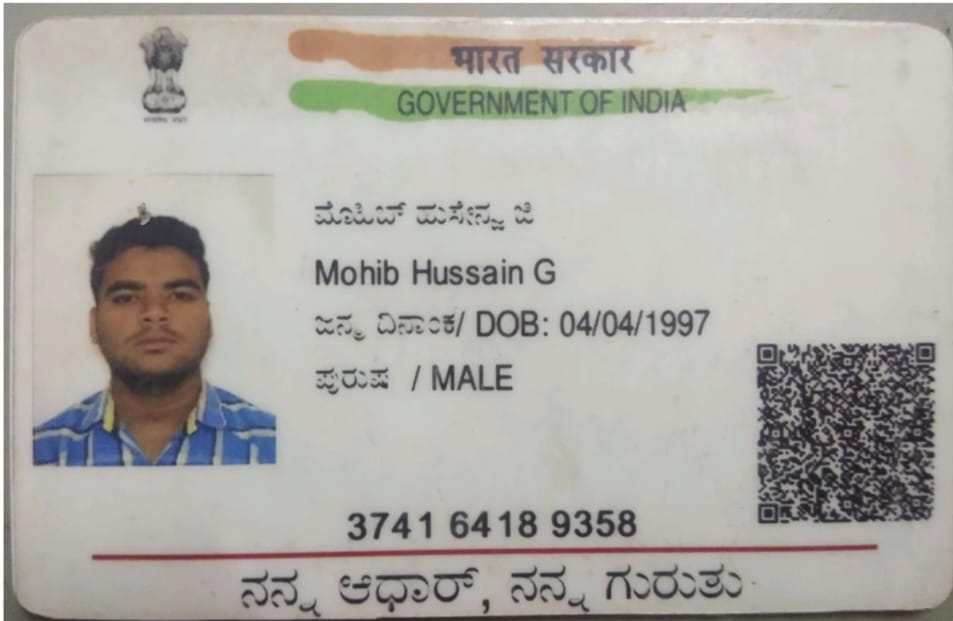 भारत सरकार
GOVERNMENT OF INDIA
ಮೊಹಿಬ್ ಜಿ
Mohib Hussain G
ಜನ್ಮ ದಿನಾಂಕ/ DOB: 04/04/1997
ಪುರುಷ / MALE
3741 6418 9358
ನನ್ನ ಆಧಾರ್, ನನ್ನ ಗುರುತು